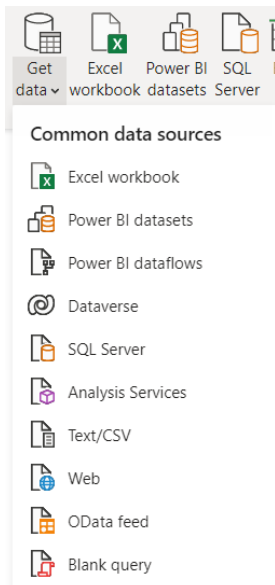 Get
data
Excel
workbook
Power BI
datasets
SQL
Server
Common data sources
Excel workbook
Power BI datasets
Power BI dataflows
Dataverse
SQL Server
Analysis Services
Text/CSV
Web
OData feed
Blank query